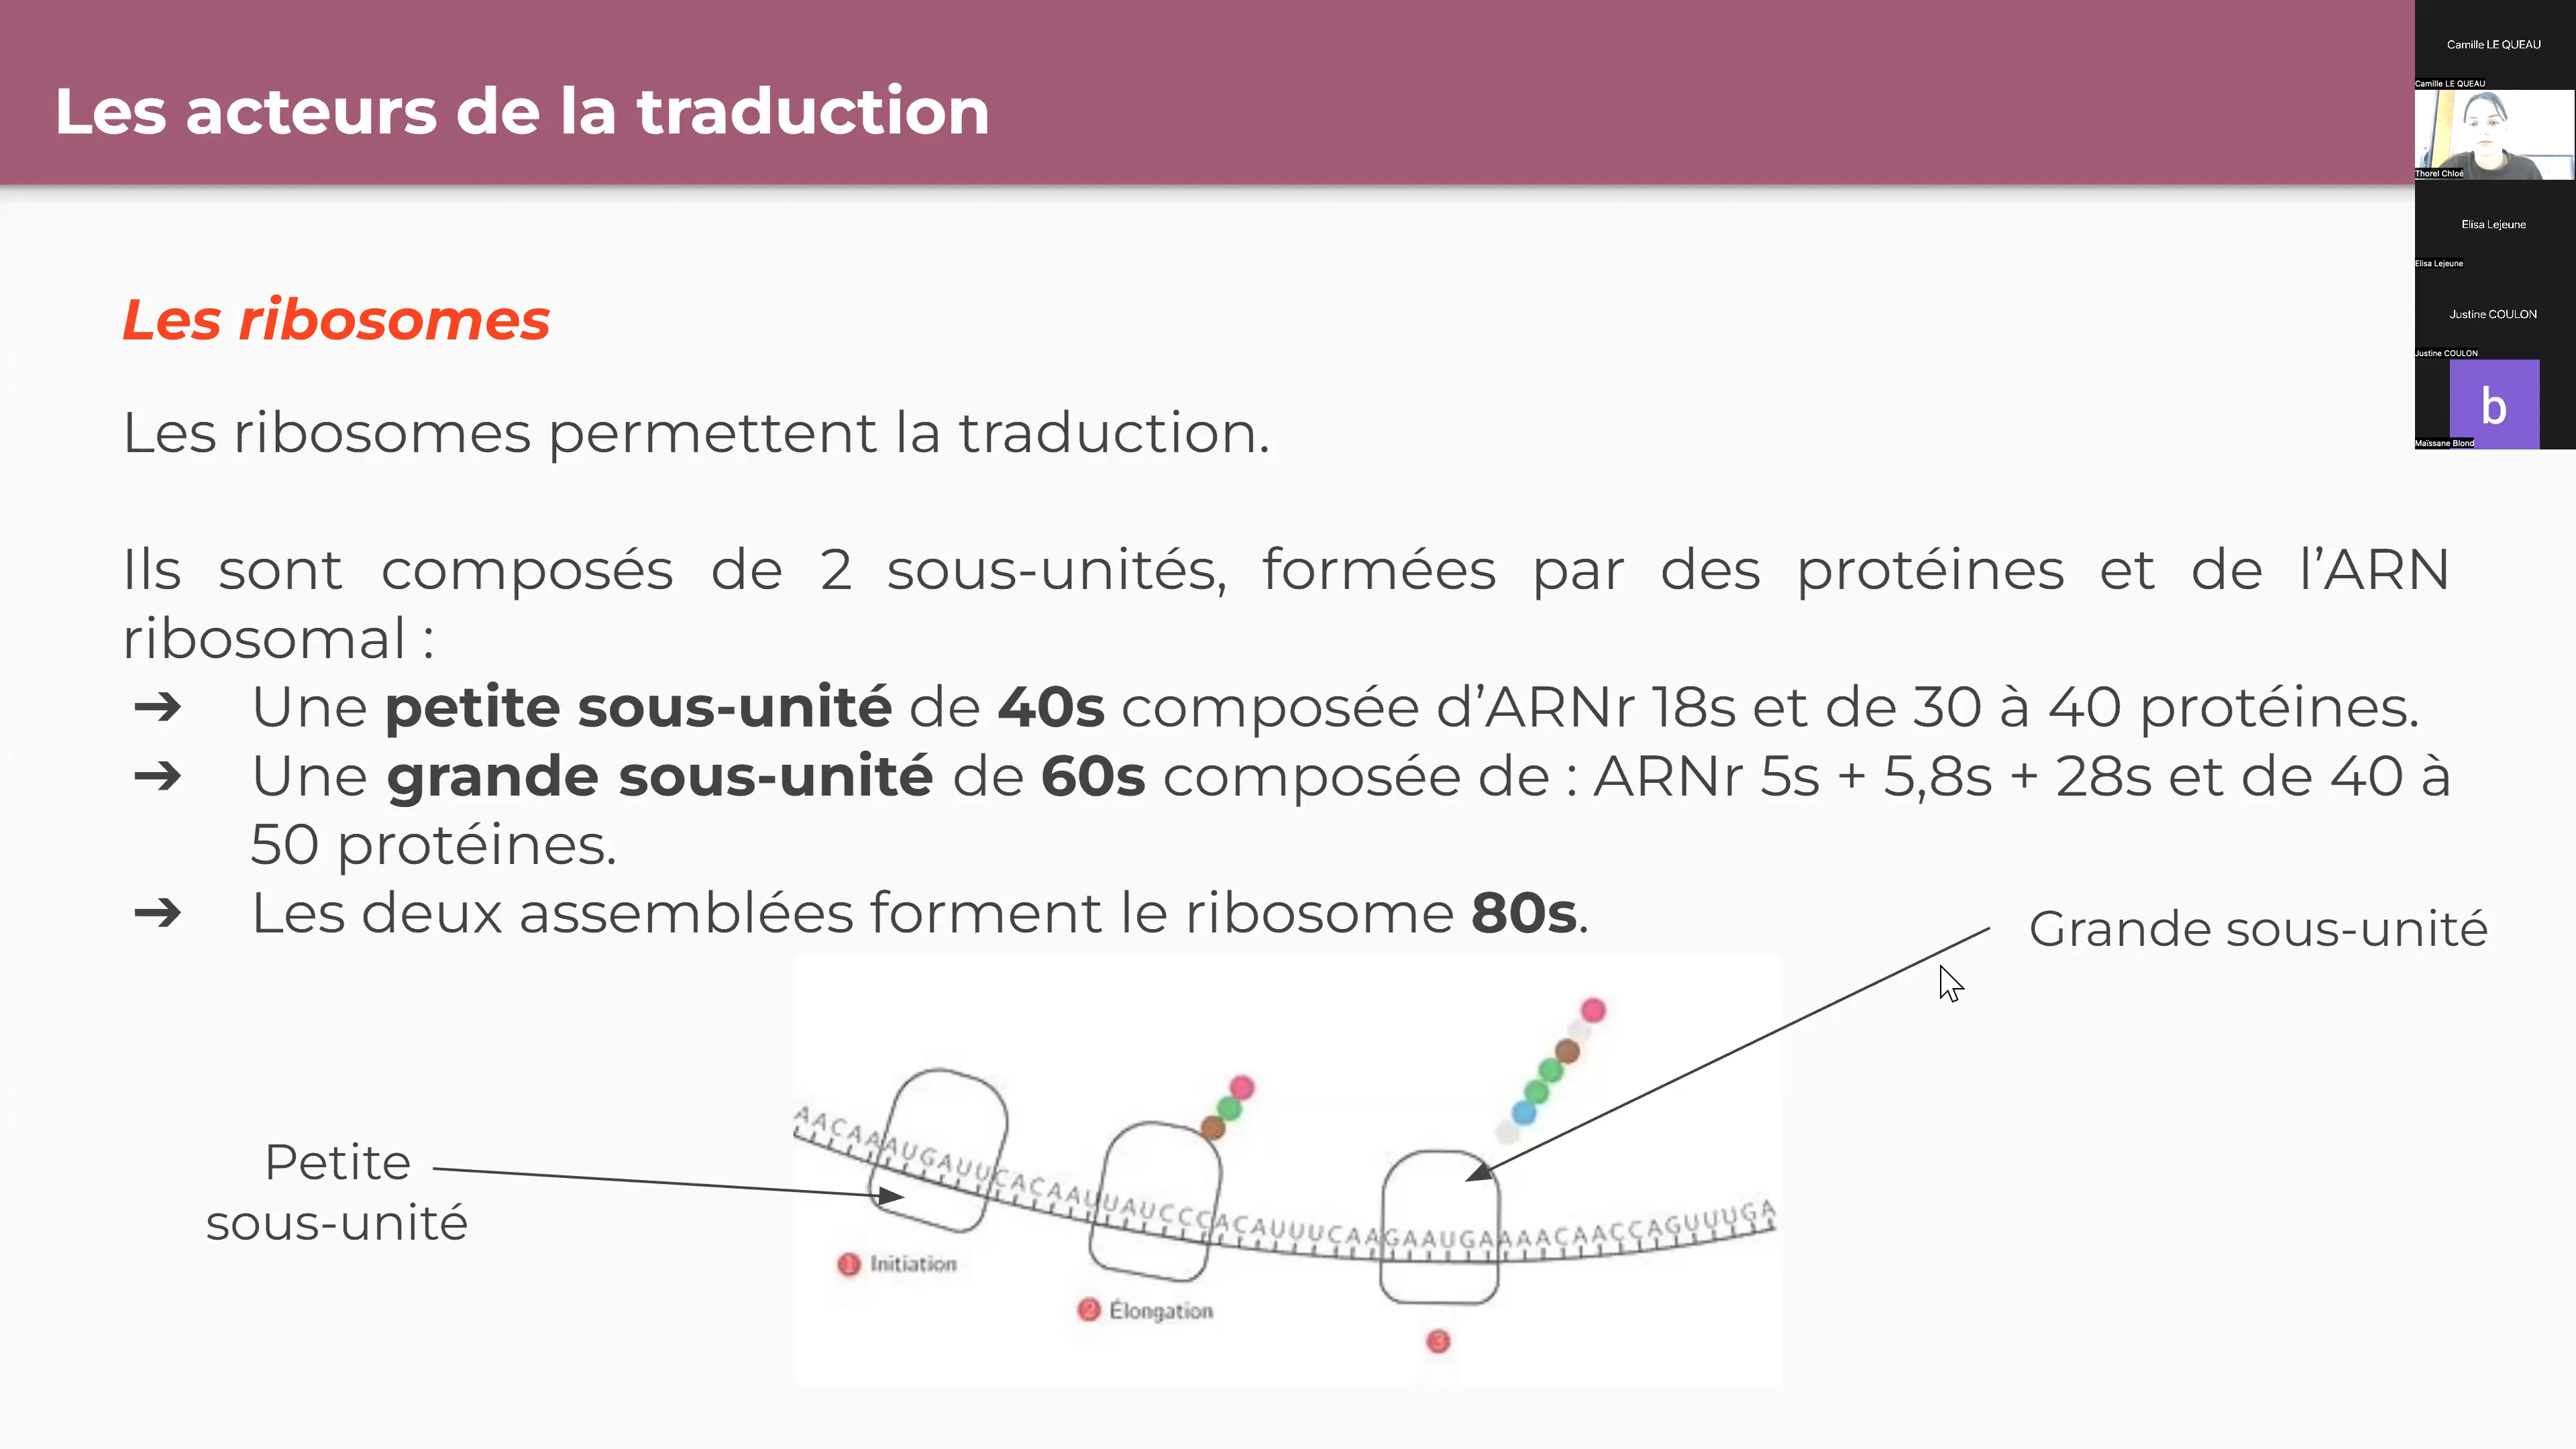 Les acteurs de la traduction
Camille LE QUEAU
Camille LE QUEAU
Thorel Chloé
Elisa Lejeune
Elisa Lejeune
Justine COULON
Justine COULON
b
Maïssane Blond
Les ribosomes
Les ribosomes permettent la traduction.
Ils sont composés de 2 sous-unités, formées par des protéines et de l’ARN
ribosomal :
➔ Une petite sous-unité de 40s composée d’ARNr 18s et de 30 à 40 protéines.
➔ Une grande sous-unité de 60s composée de : ARNr 5s + 5,8s + 28s et de 40 à
50 protéines.
➔ Les deux assemblées forment le ribosome 80s.
Grande sous-unité
Petite
sous-unité
AACAAAUGAUUCACAAUUAUCCCACAUUUCAAGAAUGAAAACAACCAGUUUGA
1 Initiation
2 Élongation
3